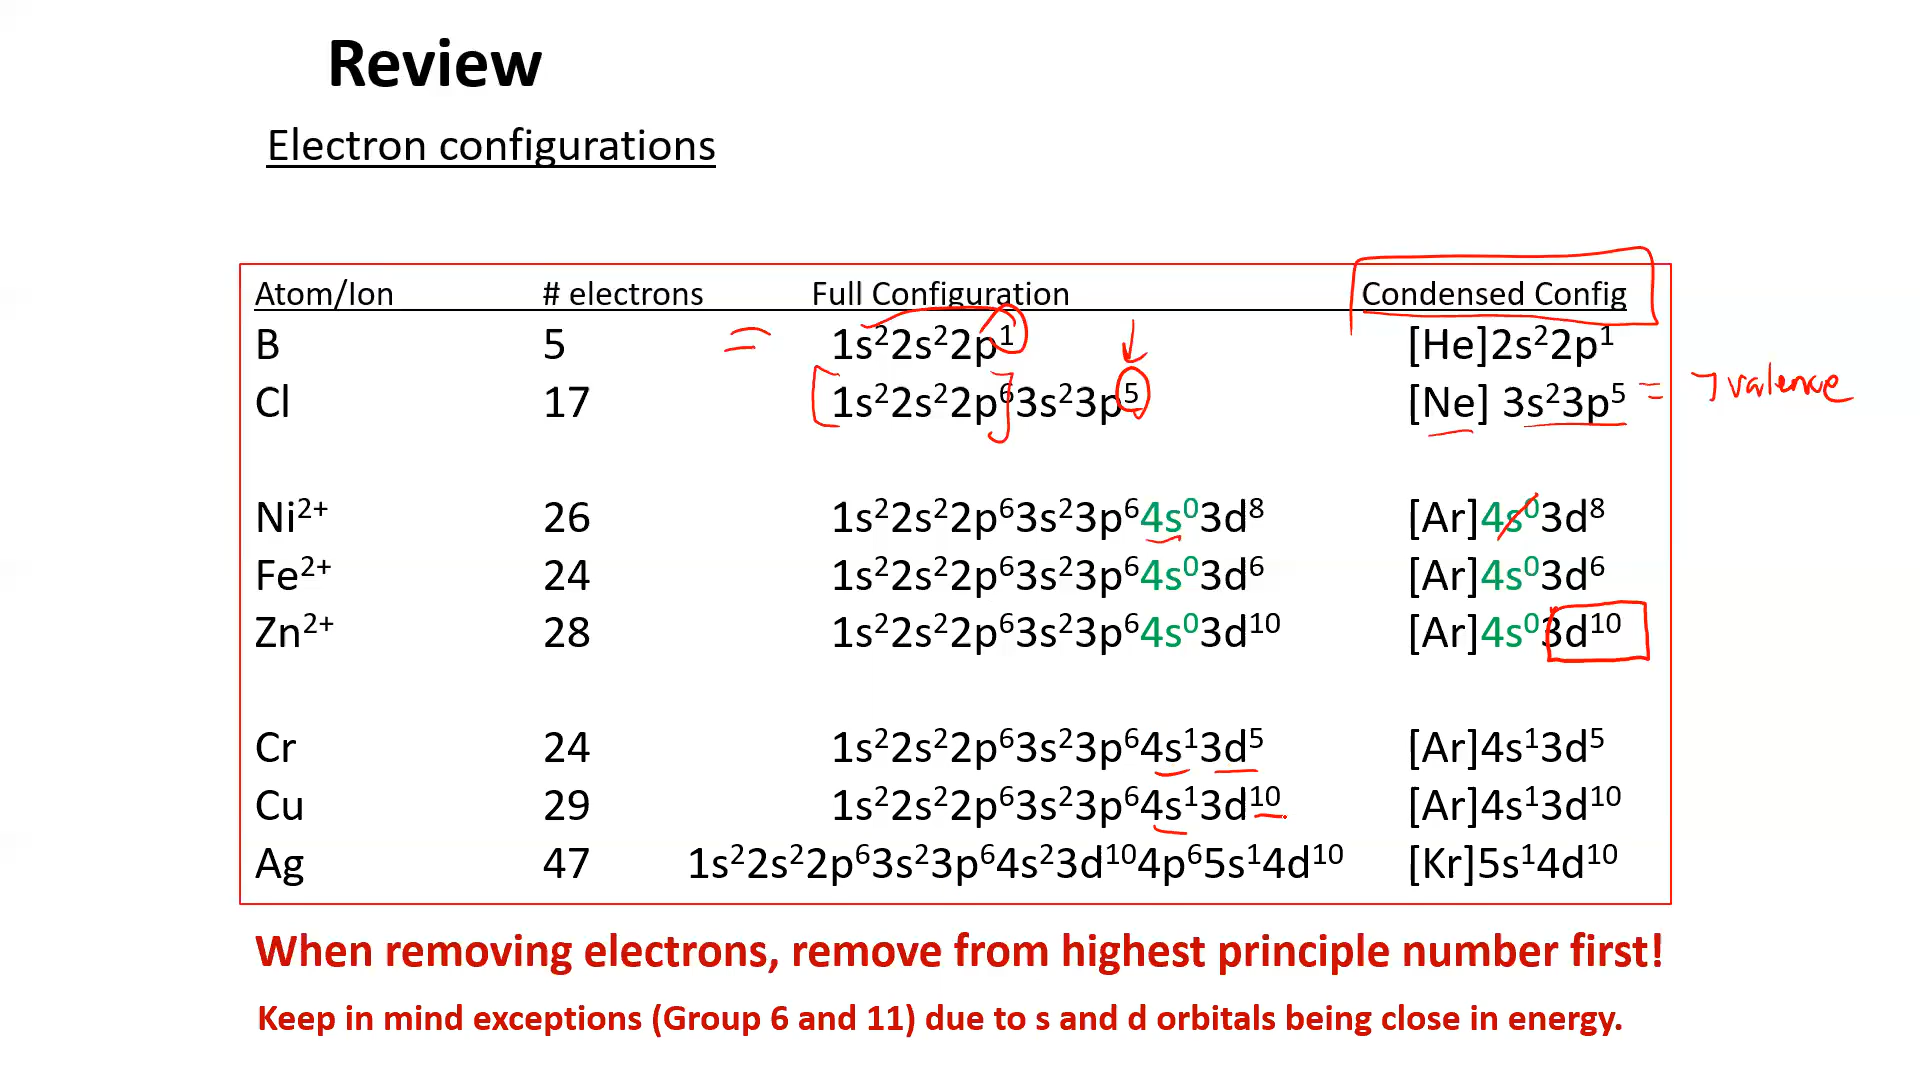 Review
Electron configurations
Atom/Ion # electrons Full Configuration Condensed Config
B 5 = 1s²2s²2p¹ [He]2s²2p¹
Cl 17 [1s²2s²2p⁶]3s²3p⁵ [Ne] 3s²3p⁵ = 7 valence
Ni²⁺ 26 1s²2s²2p⁶3s²3p⁶4s⁰3d⁸ [Ar]4s⁰3d⁸
Fe²⁺ 24 1s²2s²2p⁶3s²3p⁶4s⁰3d⁶ [Ar]4s⁰3d⁶
Zn²⁺ 28 1s²2s²2p⁶3s²3p⁶4s⁰3d¹⁰ [Ar]4s⁰3d¹⁰
Cr 24 1s²2s²2p⁶3s²3p⁶4s¹3d⁵ [Ar]4s¹3d⁵
Cu 29 1s²2s²2p⁶3s²3p⁶4s¹3d¹⁰ [Ar]4s¹3d¹⁰
Ag 47 1s²2s²2p⁶3s²3p⁶4s²3d¹⁰4p⁶5s¹4d¹⁰ [Kr]5s¹4d¹⁰
When removing electrons, remove from highest principle number first!
Keep in mind exceptions (Group 6 and 11) due to s and d orbitals being close in energy.